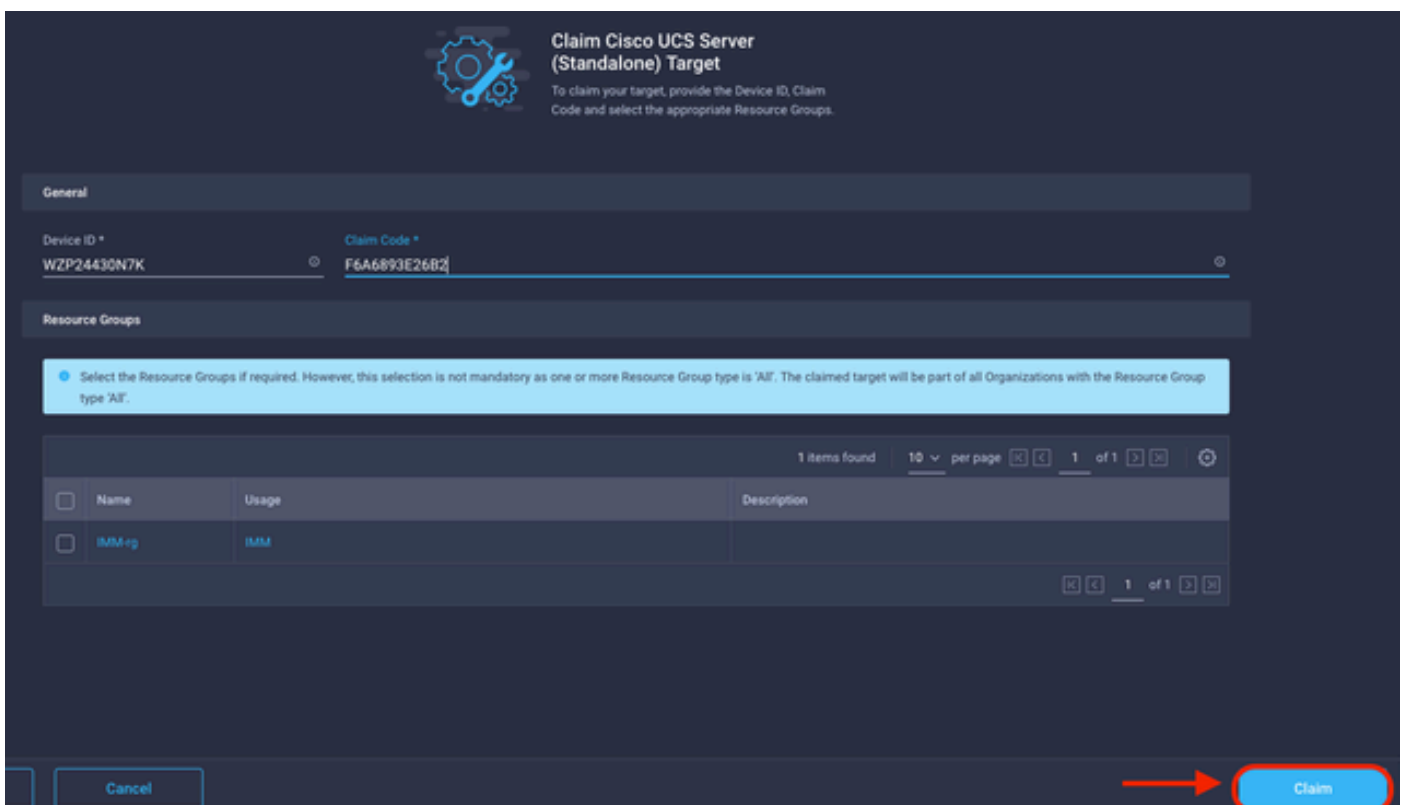 Claim Cisco UCS Server
(Standalone) Target
To claim your target, provide the Device ID, Claim
Code and select the appropriate Resource Groups.
General
Device ID * Claim Code *
WZP24430N7K F6A6893E26B2
Resource Groups
Select the Resource Groups if required. However, this selection is not mandatory as one or more Resource Group type is 'All'. The claimed target will be part of all Organizations with the Resource Group
type 'All'.
1 items found 10 per page 1 of 1
Name Usage Description
IMM-rg IMM
1 of 1
Cancel Claim